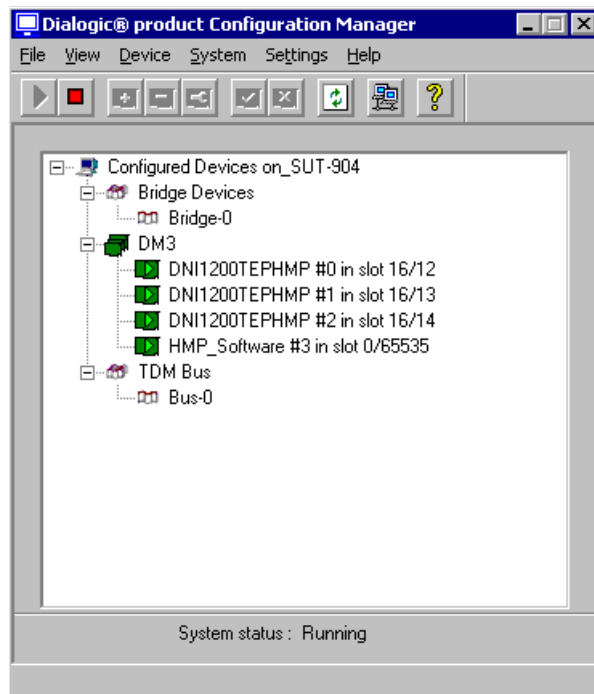 Dialogic® product Configuration Manager
File View Device System Settings Help
Configured Devices on_SUT-904
Bridge Devices
Bridge-0
DM3
DNI1200TEPHMP #0 in slot 16/12
DNI1200TEPHMP #1 in slot 16/13
DNI1200TEPHMP #2 in slot 16/14
HMP_Software #3 in slot 0/65535
TDM Bus
Bus-0
System status : Running